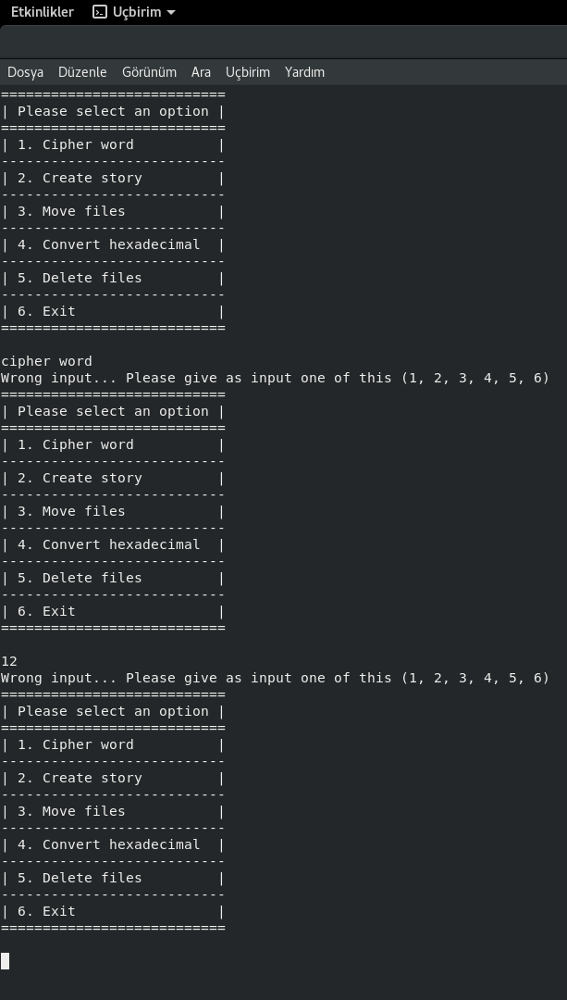 Etkinlikler Uçbirim
Dosya Düzenle Görünüm Ara Uçbirim Yardım
===========================
| Please select an option |
===========================
| 1. Cipher word          |
---------------------------
| 2. Create story         |
---------------------------
| 3. Move files           |
---------------------------
| 4. Convert hexadecimal  |
---------------------------
| 5. Delete files         |
---------------------------
| 6. Exit                 |
===========================
cipher word
Wrong input... Please give as input one of this (1, 2, 3, 4, 5, 6)
===========================
| Please select an option |
===========================
| 1. Cipher word          |
---------------------------
| 2. Create story         |
---------------------------
| 3. Move files           |
---------------------------
| 4. Convert hexadecimal  |
---------------------------
| 5. Delete files         |
---------------------------
| 6. Exit                 |
===========================
12
Wrong input... Please give as input one of this (1, 2, 3, 4, 5, 6)
===========================
| Please select an option |
===========================
| 1. Cipher word          |
---------------------------
| 2. Create story         |
---------------------------
| 3. Move files           |
---------------------------
| 4. Convert hexadecimal  |
---------------------------
| 5. Delete files         |
---------------------------
| 6. Exit                 |
===========================